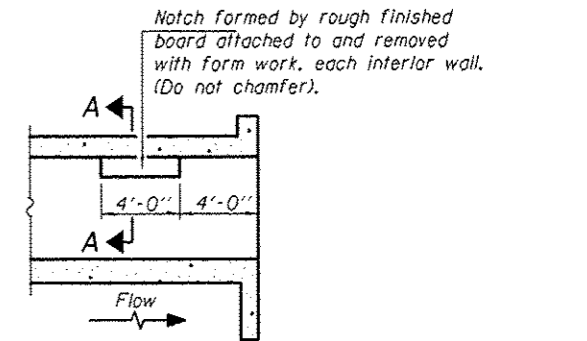 Notch formed by rough finished
board attached to and removed
with form work, each interior wall.
(Do not chamfer).
A
4'-0" 4'-0"
A
Flow